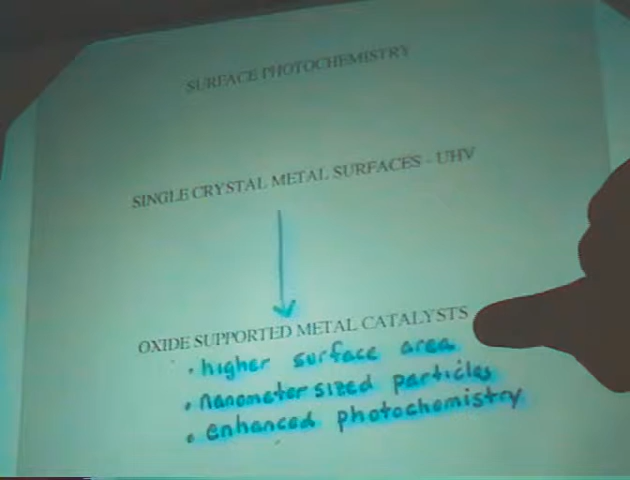 SURFACE PHOTOCHEMISTRY
SINGLE CRYSTAL METAL SURFACES - UHV
OXIDE SUPPORTED METAL CATALYSTS
• higher surface area
• nanometer sized particles
• enhanced photochemistry